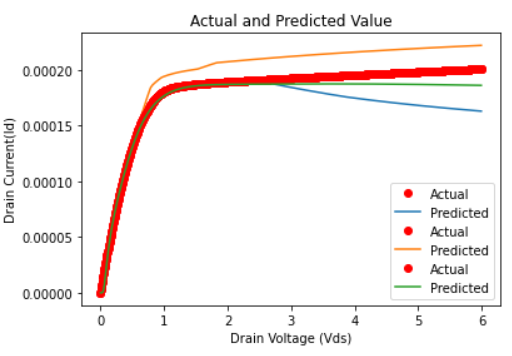 Actual and Predicted Value
Drain Current(Id)
0.00020
0.00015
0.00010
0.00005
0.00000
Actual
Predicted
Actual
Predicted
Actual
Predicted
0 1 2 3 4 5 6
Drain Voltage (Vds)